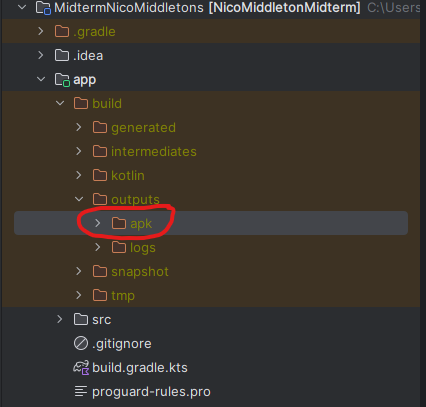 MidtermNicoMiddletons [NicoMiddletonMidterm] C:\Users
.gradle
.idea
app
build
generated
intermediates
kotlin
outputs
apk
logs
snapshot
tmp
src
.gitignore
build.gradle.kts
proguard-rules.pro